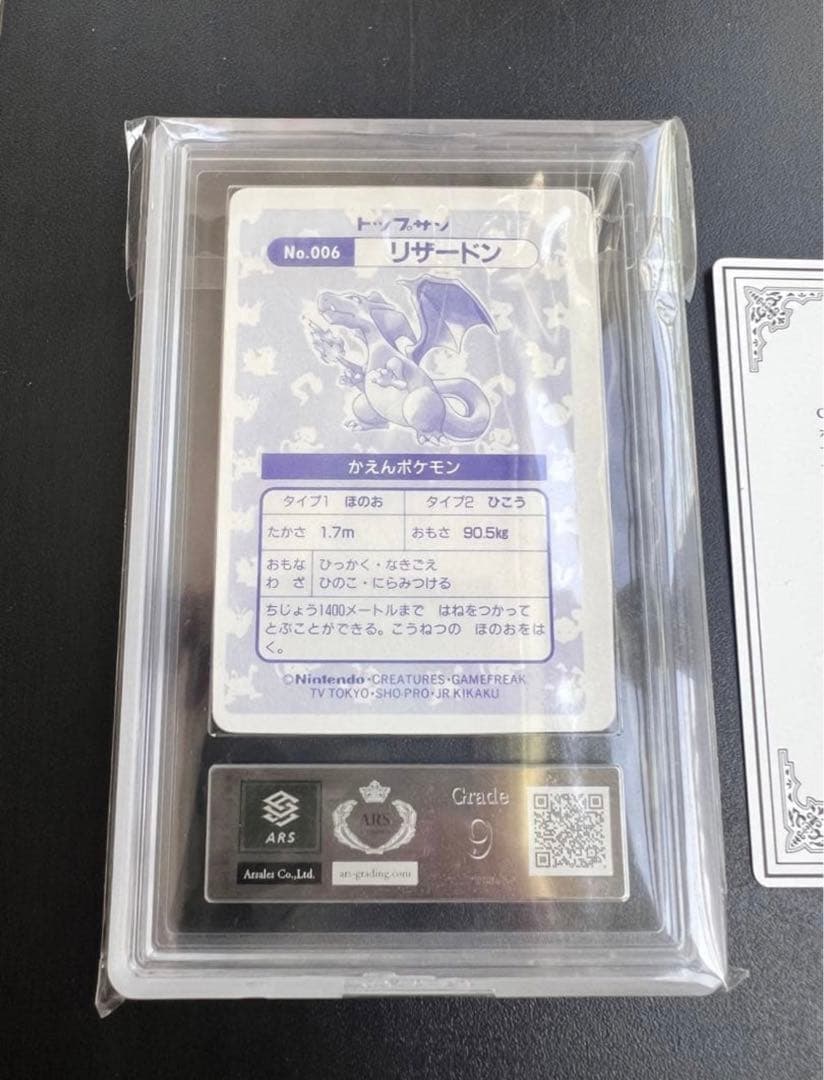 トップサン
No.006 リザードン
かえんポケモン
タイプ1 ほのお タイプ2 ひこう
たかさ 1.7m おもさ 90.5kg
おもな わざ ひっかく・なきごえ
ひのこ・にらみつける
ちじょう1400メートルまで はねをつかって
とぶことができる。こうねつの ほのおをは
く。
©Nintendo・CREATURES・GAMEFREAK
TV TOKYO・SHO-PRO・JR KIKAKU
ARS
Arsales Co.,Ltd.
ARS
ars-grading.com
Grade
9